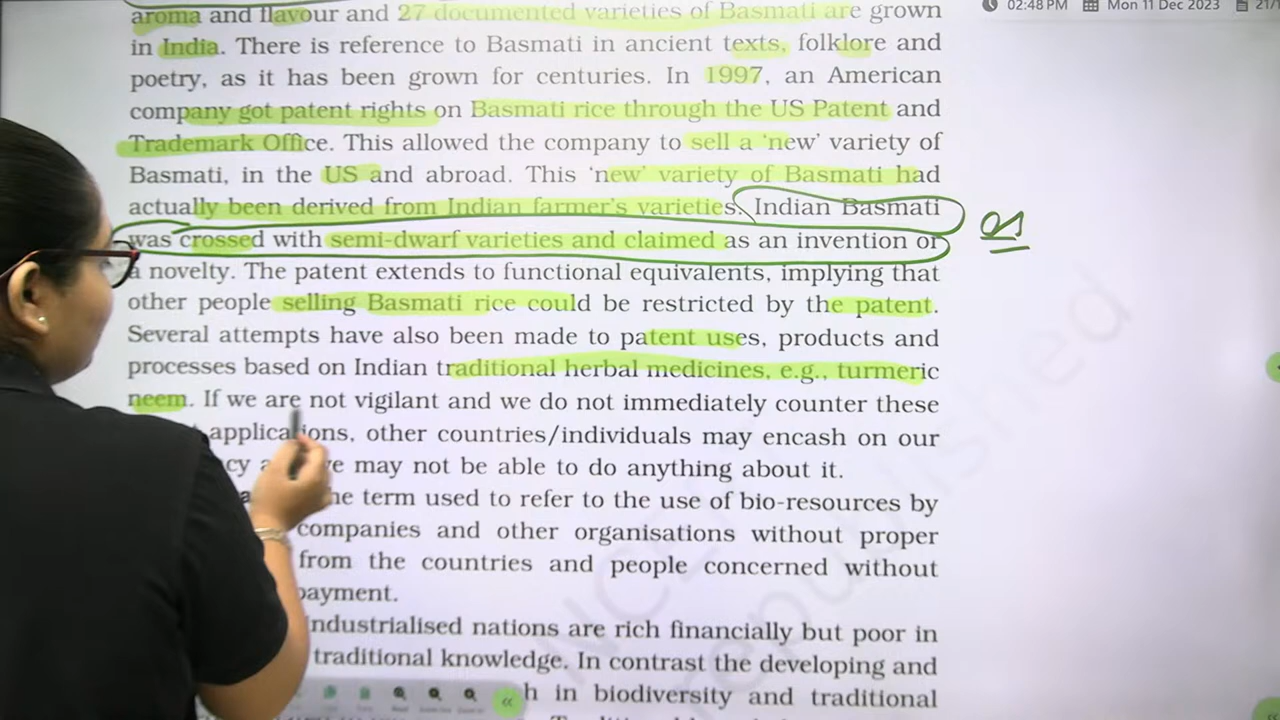 02:48 PM Mon 11 Dec 2023
aroma and flavour and 27 documented varieties of Basmati are grown
in India. There is reference to Basmati in ancient texts, folklore and
poetry, as it has been grown for centuries. In 1997, an American
company got patent rights on Basmati rice through the US Patent and
Trademark Office. This allowed the company to sell a ‘new’ variety of
Basmati, in the US and abroad. This ‘new’ variety of Basmati had
actually been derived from Indian farmer’s varieties. Indian Basmati
was crossed with semi-dwarf varieties and claimed as an invention or
a novelty. The patent extends to functional equivalents, implying that
other people selling Basmati rice could be restricted by the patent.
Several attempts have also been made to patent uses, products and
processes based on Indian traditional herbal medicines, e.g., turmeric
neem. If we are not vigilant and we do not immediately counter these
applications, other countries/individuals may encash on our
may not be able to do anything about it.
term used to refer to the use of bio-resources by
companies and other organisations without proper
from the countries and people concerned without
payment.
Industrialised nations are rich financially but poor in
traditional knowledge. In contrast the developing and
in biodiversity and traditional